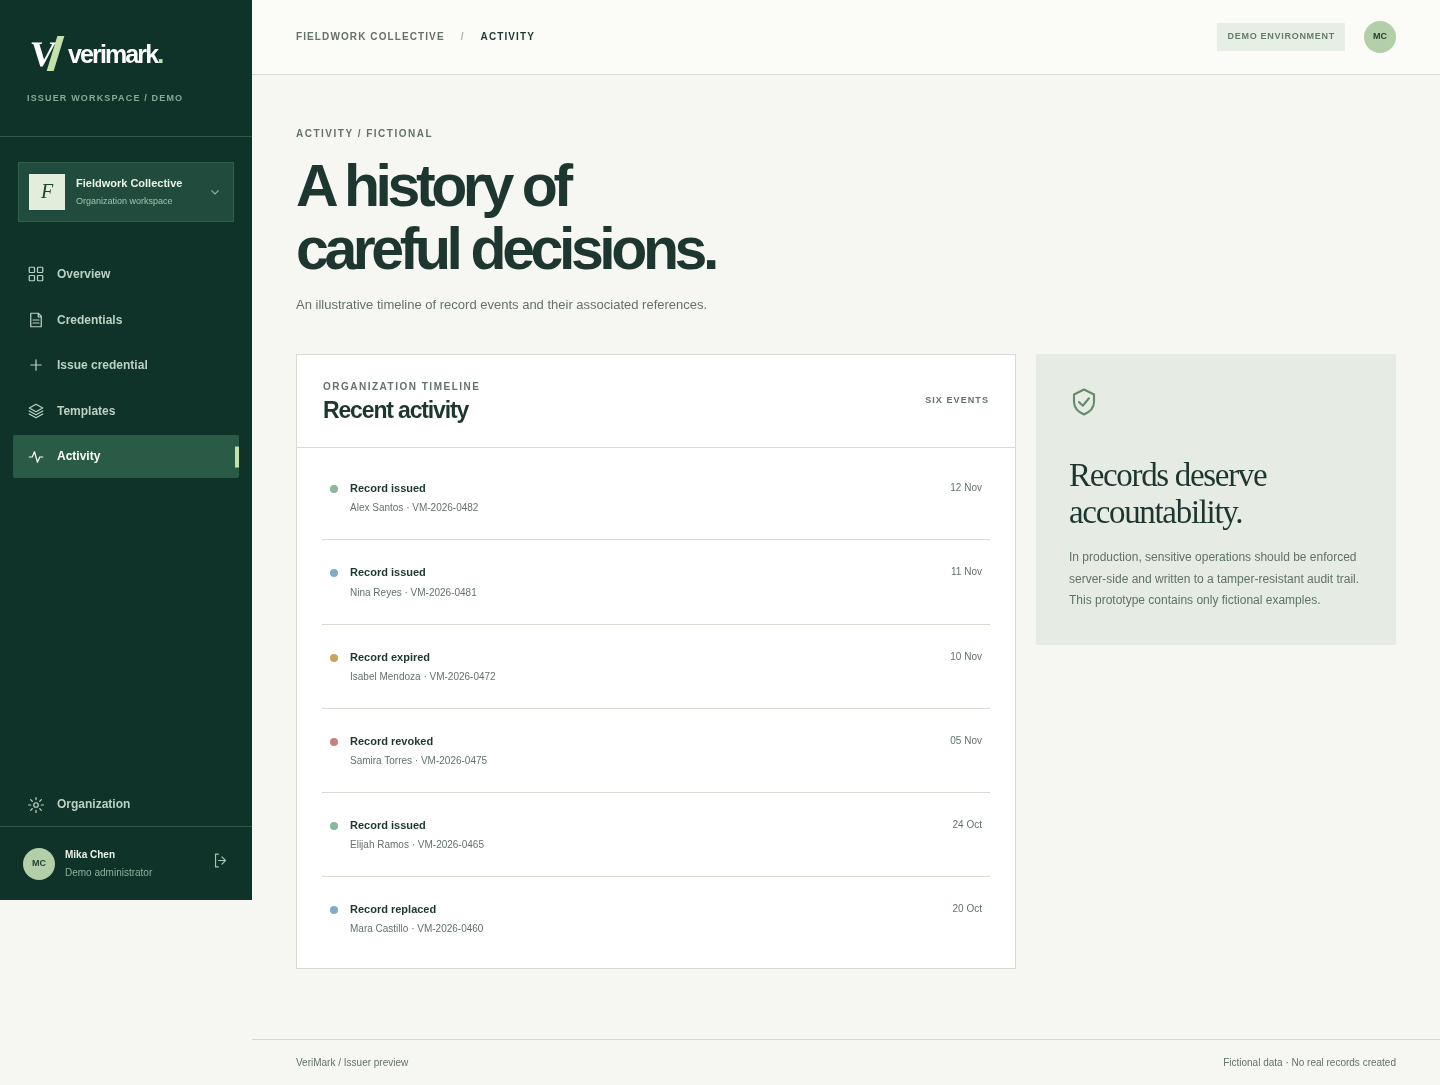 V/ verimark.
ISSUER WORKSPACE / DEMO
F
Fieldwork Collective
Organization workspace
Overview
Credentials
Issue credential
Templates
Activity
Organization
MC
Mika Chen
Demo administrator
FIELDWORK COLLECTIVE / ACTIVITY
DEMO ENVIRONMENT
MC
ACTIVITY / FICTIONAL
A history of
careful decisions.
An illustrative timeline of record events and their associated references.
ORGANIZATION TIMELINE
Recent activity
SIX EVENTS
Record issued
12 Nov
Alex Santos · VM-2026-0482
Record issued
11 Nov
Nina Reyes · VM-2026-0481
Record expired
10 Nov
Isabel Mendoza · VM-2026-0472
Record revoked
05 Nov
Samira Torres · VM-2026-0475
Record issued
24 Oct
Elijah Ramos · VM-2026-0465
Record replaced
20 Oct
Mara Castillo · VM-2026-0460
Records deserve
accountability.
In production, sensitive operations should be enforced
server-side and written to a tamper-resistant audit trail.
This prototype contains only fictional examples.
VeriMark / Issuer preview
Fictional data · No real records created